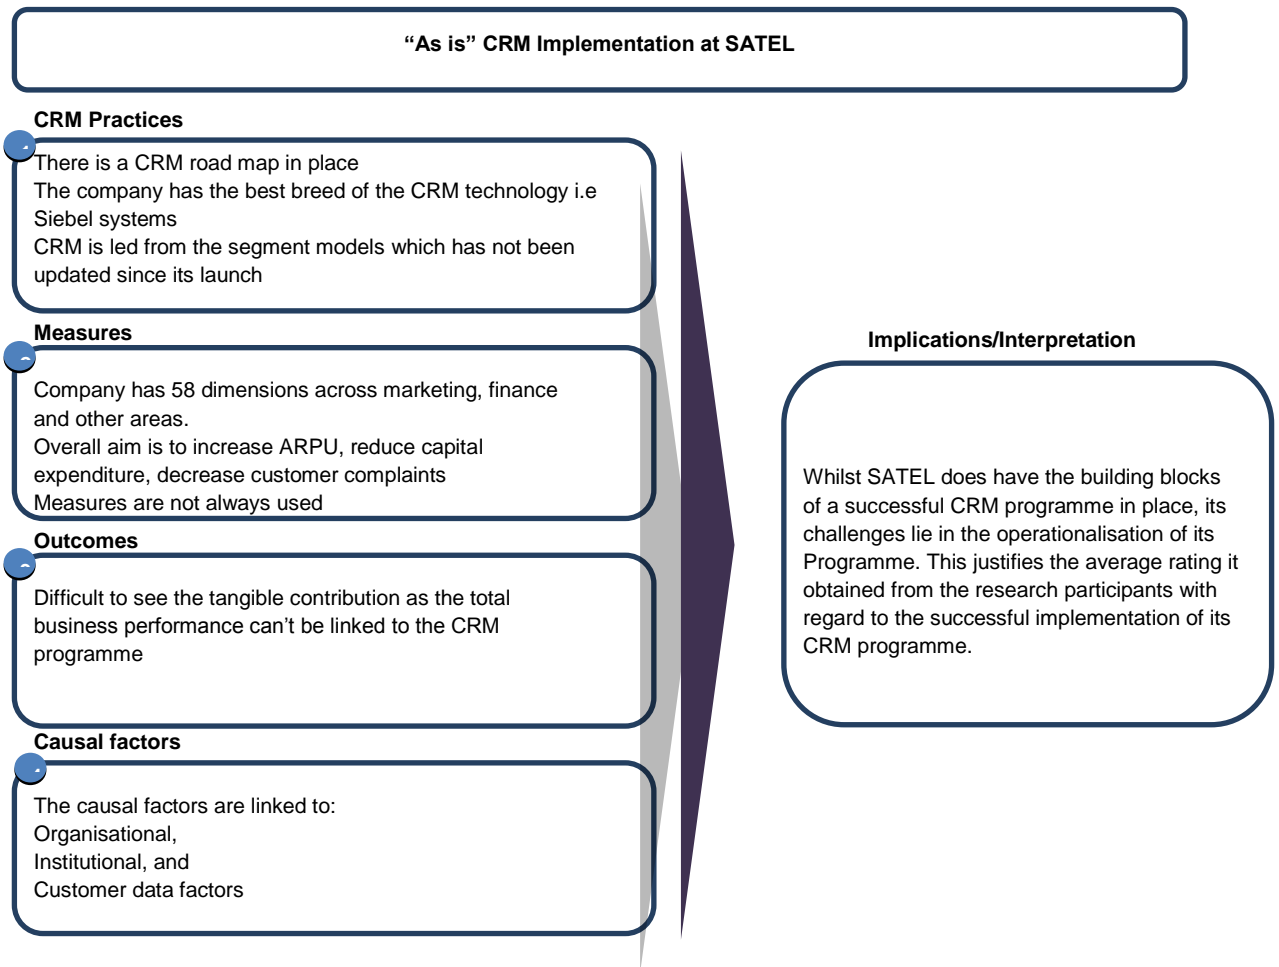 “As is” CRM Implementation at SATEL
CRM Practices
There is a CRM road map in place
The company has the best breed of the CRM technology i.e
Siebel systems
CRM is led from the segment models which has not been
updated since its launch
Measures
Company has 58 dimensions across marketing, finance
and other areas.
Overall aim is to increase ARPU, reduce capital
expenditure, decrease customer complaints
Measures are not always used
Outcomes
Difficult to see the tangible contribution as the total
business performance can’t be linked to the CRM
programme
Causal factors
The causal factors are linked to:
Organisational,
Institutional, and
Customer data factors
Implications/Interpretation
Whilst SATEL does have the building blocks
of a successful CRM programme in place, its
challenges lie in the operationalisation of its
Programme. This justifies the average rating it
obtained from the research participants with
regard to the successful implementation of its
CRM programme.